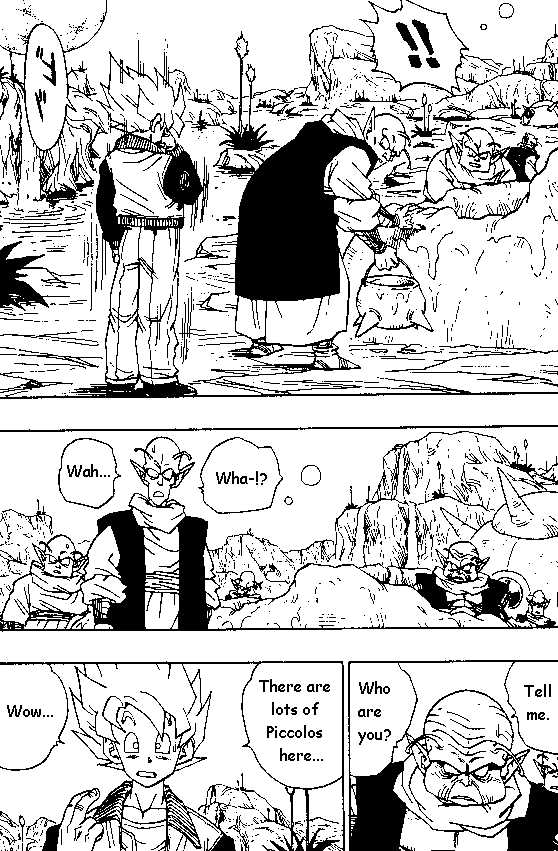 !!
Wha-!?
Wah...
Tell
me.
Who
are
you?
There are
lots of
Piccolos
here...
Wow...